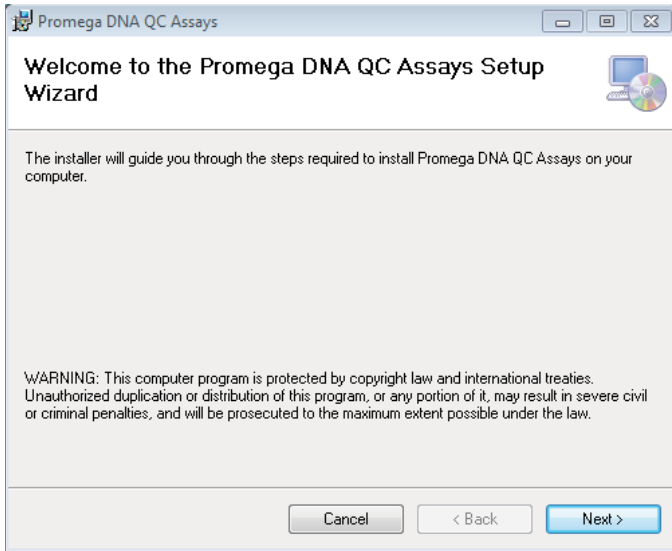 Promega DNA QC Assays
Welcome to the Promega DNA QC Assays Setup
Wizard
The installer will guide you through the steps required to install Promega DNA QC Assays on your
computer.
WARNING: This computer program is protected by copyright law and international treaties.
Unauthorized duplication or distribution of this program, or any portion of it, may result in severe civil
or criminal penalties, and will be prosecuted to the maximum extent possible under the law.
Cancel < Back Next >